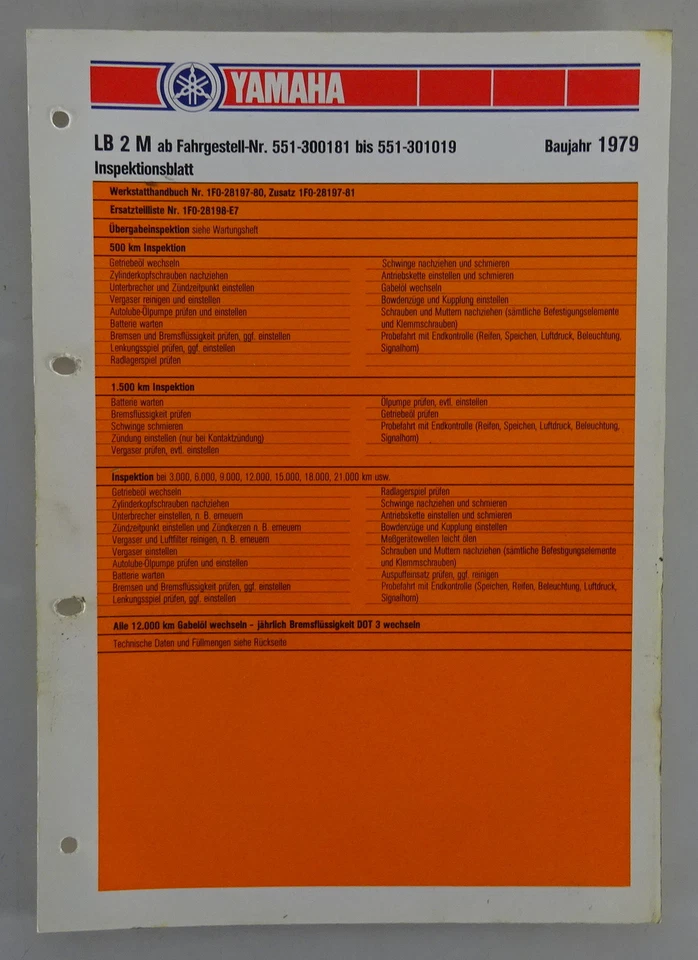 YAMAHA
LB 2 M ab Fahrgestell-Nr. 551-300181 bis 551-301019 Baujahr 1979
Inspektionsblatt
Werkstatthandbuch Nr. 1F0-28197-80, Zusatz 1F0-28197-81
Ersatzteilliste Nr. 1F0-28198-E7
Übergabeinspektion siehe Wartungsheft
500 km Inspektion
Getriebeöl wechseln
Zylinderkopfschrauben nachziehen
Unterbrecher und Zündzeitpunkt einstellen
Vergaser reinigen und einstellen
Autolube-Ölpumpe prüfen und einstellen
Batterie warten
Bremsen und Bremsflüssigkeit prüfen, ggf. einstellen
Lenkungsspiel prüfen, ggf. einstellen
Radlagerspiel prüfen
Schwinge nachziehen und schmieren
Antriebskette einstellen und schmieren
Gabelöl wechseln
Bowdenzüge und Kupplung einstellen
Schrauben und Muttern nachziehen (sämtliche Befestigungselemente
und Klemmschrauben)
Probefahrt mit Endkontrolle (Reifen, Speichen, Luftdruck, Beleuchtung,
Signalhorn)
1.500 km Inspektion
Batterie warten
Bremsflüssigkeit prüfen
Schwinge schmieren
Zündung einstellen (nur bei Kontaktzündung)
Vergaser prüfen, evtl. einstellen
Ölpumpe prüfen, evtl. einstellen
Getriebeöl prüfen
Probefahrt mit Endkontrolle (Reifen, Speichen, Luftdruck, Beleuchtung,
Signalhorn)
Inspektion bei 3.000, 6.000, 9.000, 12.000, 15.000, 18.000, 21.000 km usw.
Getriebeöl wechseln
Zylinderkopfschrauben nachziehen
Unterbrecher einstellen, n. B. erneuern
Zündzeitpunkt einstellen und Zündkerzen n. B. erneuern
Vergaser und Luftfilter reinigen, n. B. erneuern
Vergaser einstellen
Autolube-Ölpumpe prüfen und einstellen
Batterie warten
Bremsen und Bremsflüssigkeit prüfen, ggf. einstellen
Lenkungsspiel prüfen, ggf. einstellen
Radlagerspiel prüfen
Schwinge nachziehen und schmieren
Antriebskette einstellen und schmieren
Bowdenzüge und Kupplung einstellen
Meßgerätewellen leicht ölen
Schrauben und Muttern nachziehen (sämtliche Befestigungselemente
und Klemmschrauben)
Auspuffeinsatz prüfen, ggf. reinigen
Probefahrt mit Endkontrolle (Speichen, Reifen, Beleuchtung, Luftdruck,
Signalhorn)
Alle 12.000 km Gabelöl wechseln - jährlich Bremsflüssigkeit DOT 3 wechseln
Technische Daten und Füllmengen siehe Rückseite